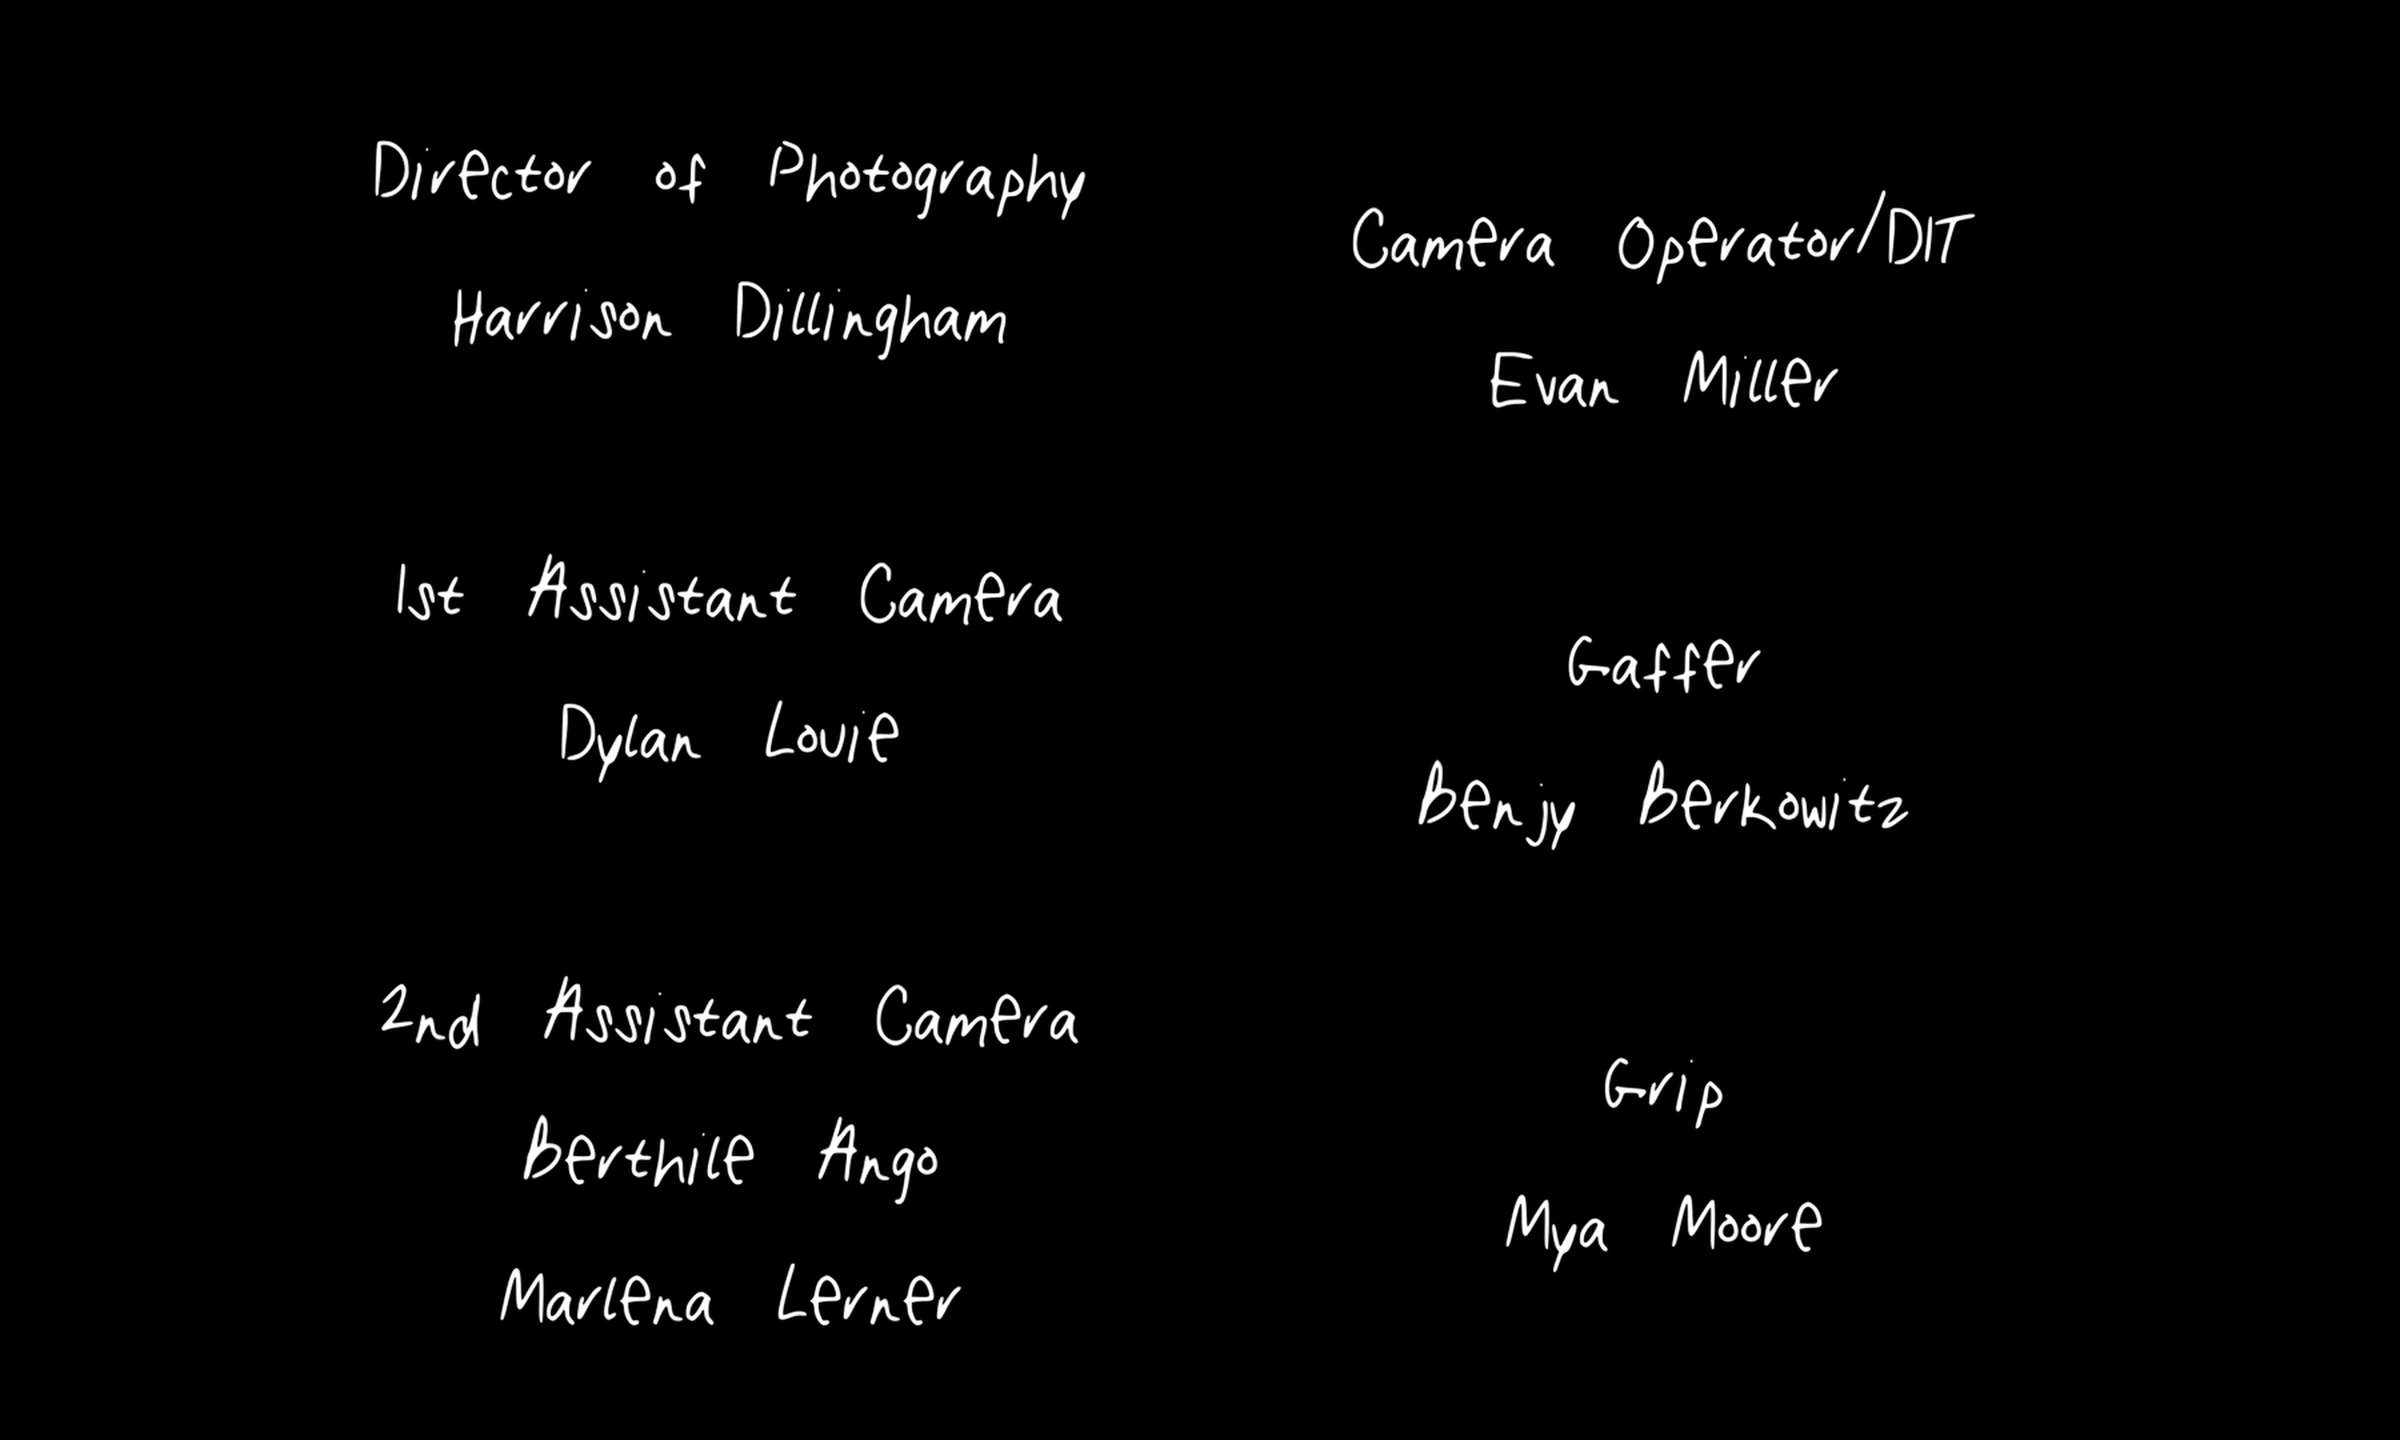 Director of Photography
Harrison Dillingham
1st Assistant Camera
Dylan Louie
2nd Assistant Camera
Berthile Ango
Marlena Lerner
Camera Operator/DIT
Evan Miller
Gaffer
Benjy Berkowitz
Grip
Mya Moore